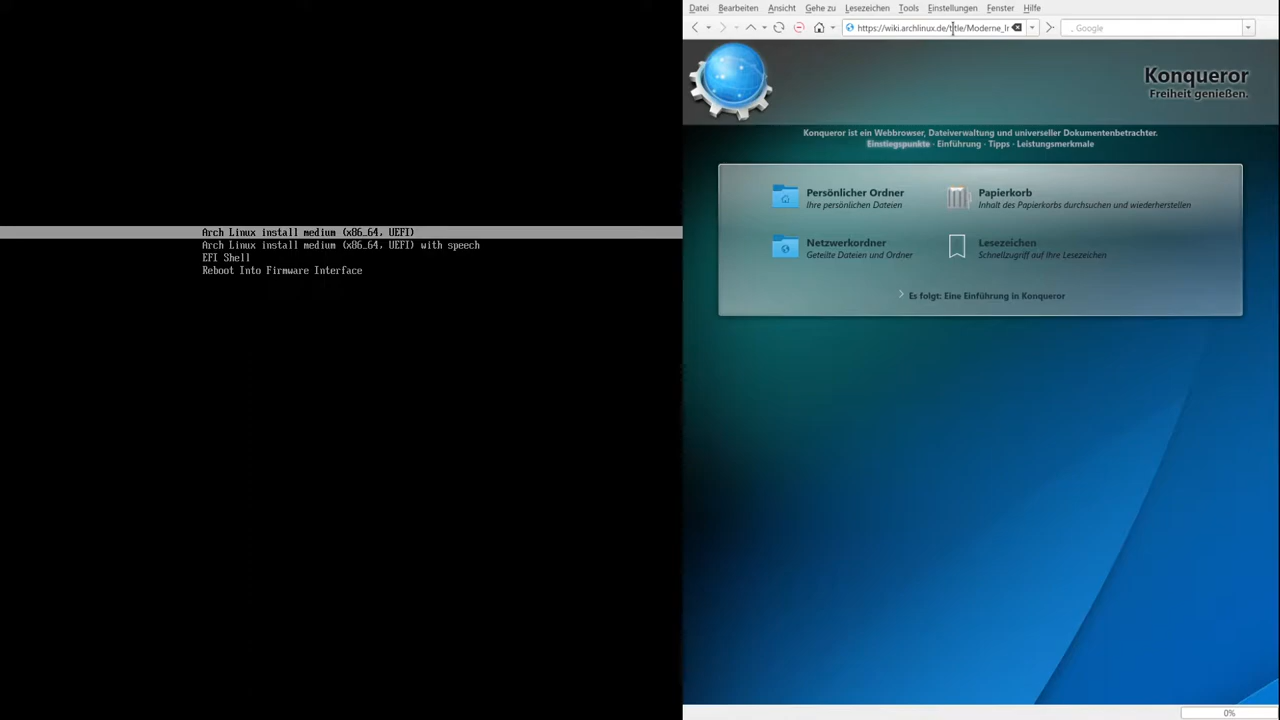 Arch Linux install medium (x86_64, UEFI)
Arch Linux install medium (x86_64, UEFI) with speech
EFI Shell
Reboot Into Firmware Interface
Datei Bearbeiten Ansicht Gehe zu Lesezeichen Tools Einstellungen Fenster Hilfe
https://wiki.archlinux.de/title/Moderne_I
Google
Konqueror
Freiheit genießen.
Konqueror ist ein Webbrowser, Dateiverwaltung und universeller Dokumentenbetrachter.
Einstiegspunkte · Einführung · Tipps · Leistungsmerkmale
Persönlicher Ordner
Ihre persönlichen Dateien
Papierkorb
Inhalt des Papierkorbs durchsuchen und wiederherstellen
Netzwerkordner
Geteilte Dateien und Ordner
Lesezeichen
Schnellzugriff auf Ihre Lesezeichen
Es folgt: Eine Einführung in Konqueror
0%